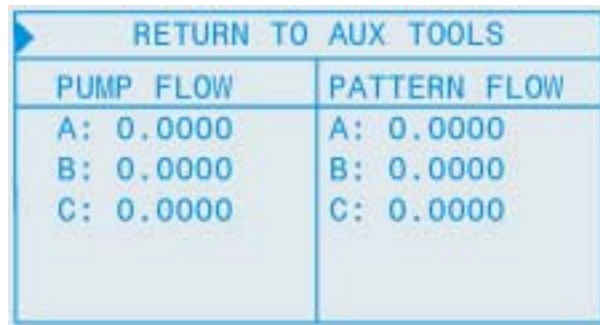 RETURN TO AUX TOOLS
PUMP FLOW
A: 0.0000
B: 0.0000
C: 0.0000
PATTERN FLOW
A: 0.0000
B: 0.0000
C: 0.0000